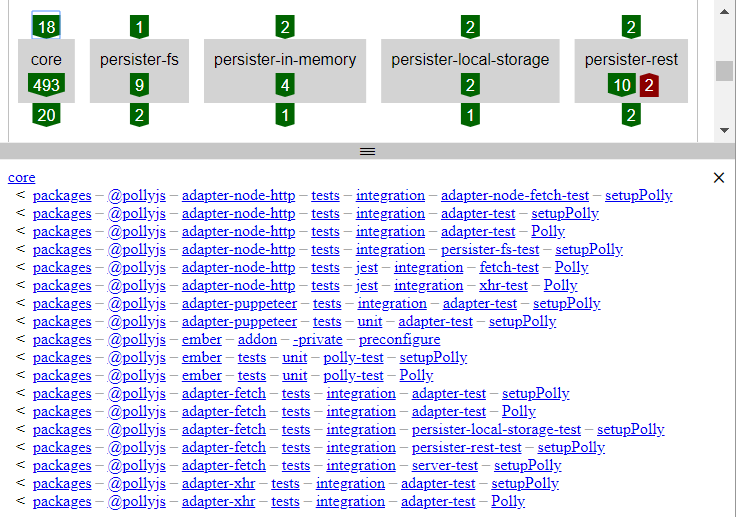 18 1 2 2 2
core persister-fs persister-in-memory persister-local-storage persister-rest
493 9 4 2 10 2
20 2 1 1 2
core
< packages – @pollyjs – adapter-node-http – tests – integration – adapter-node-fetch-test – setupPolly
< packages – @pollyjs – adapter-node-http – tests – integration – adapter-test – setupPolly
< packages – @pollyjs – adapter-node-http – tests – integration – adapter-test – Polly
< packages – @pollyjs – adapter-node-http – tests – integration – persister-fs-test – setupPolly
< packages – @pollyjs – adapter-node-http – tests – jest – integration – fetch-test – Polly
< packages – @pollyjs – adapter-node-http – tests – jest – integration – xhr-test – Polly
< packages – @pollyjs – adapter-puppeteer – tests – integration – adapter-test – setupPolly
< packages – @pollyjs – adapter-puppeteer – tests – unit – adapter-test – setupPolly
< packages – @pollyjs – ember – addon – -private – preconfigure
< packages – @pollyjs – ember – tests – unit – polly-test – setupPolly
< packages – @pollyjs – ember – tests – unit – polly-test – Polly
< packages – @pollyjs – adapter-fetch – tests – integration – adapter-test – setupPolly
< packages – @pollyjs – adapter-fetch – tests – integration – adapter-test – Polly
< packages – @pollyjs – adapter-fetch – tests – integration – persister-local-storage-test – setupPolly
< packages – @pollyjs – adapter-fetch – tests – integration – persister-rest-test – setupPolly
< packages – @pollyjs – adapter-fetch – tests – integration – server-test – setupPolly
< packages – @pollyjs – adapter-xhr – tests – integration – adapter-test – setupPolly
< packages – @pollyjs – adapter-xhr – tests – integration – adapter-test – Polly